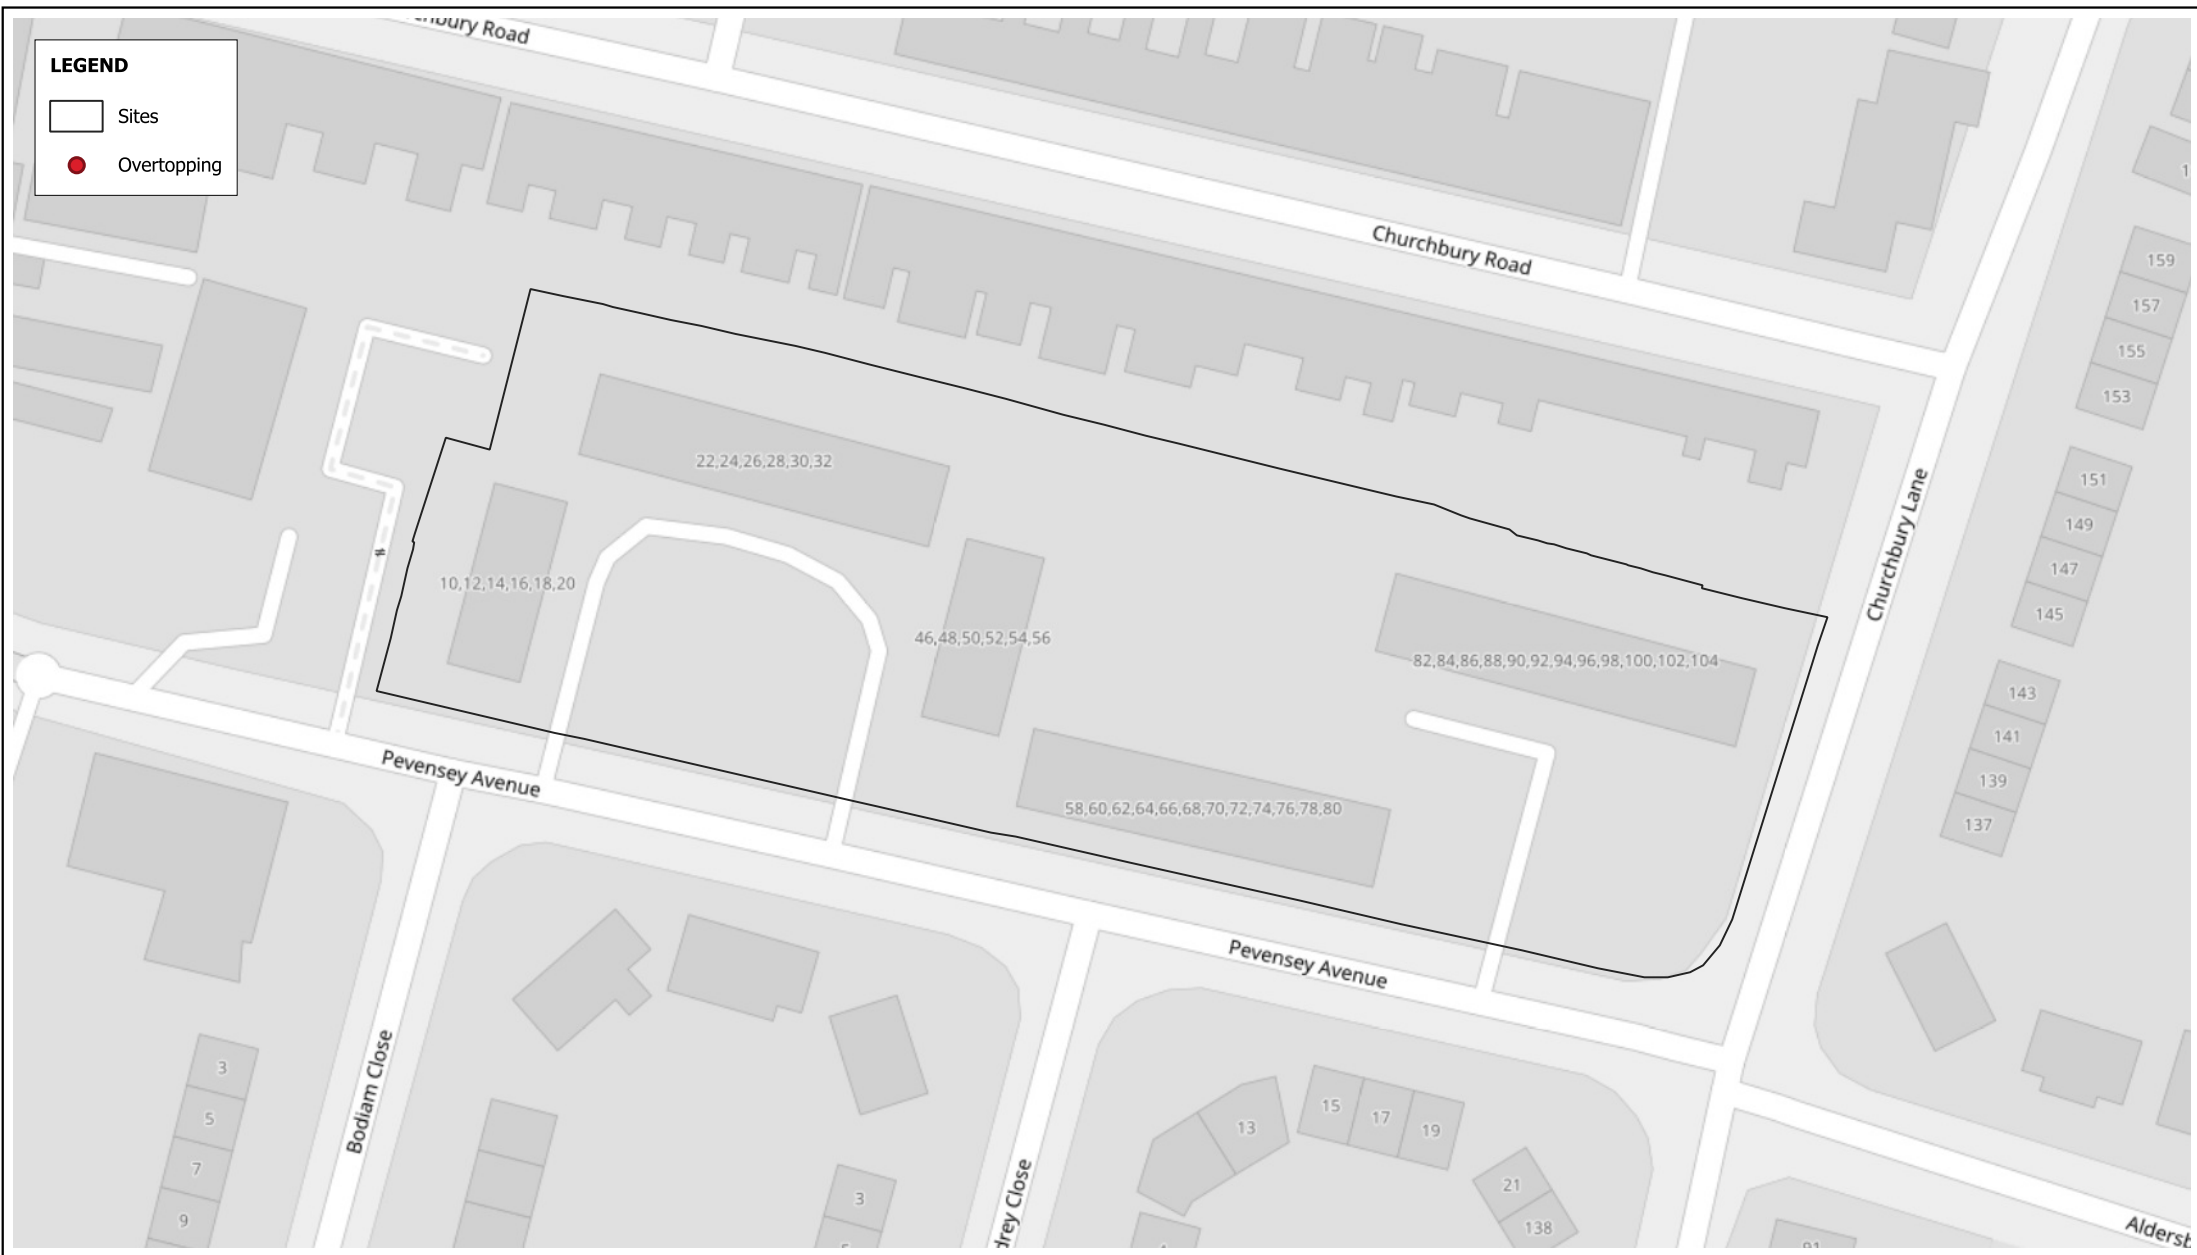 LEGEND
Sites
Overtopping
Road
Churchbury Road
Churchbury Lane
159
157
155
153
151
149
147
145
143
141
139
137
22,24,26,28,30,32
10,12,14,16,18,20
46,48,50,52,54,56
82,84,86,88,90,92,94,96,98,100,102,104
58,60,62,64,66,68,70,72,74,76,78,80
Pevensey Avenue
Pevensey Avenue
Bodiam Close
3
5
7
9
3
Close
13
15
17
19
21
138